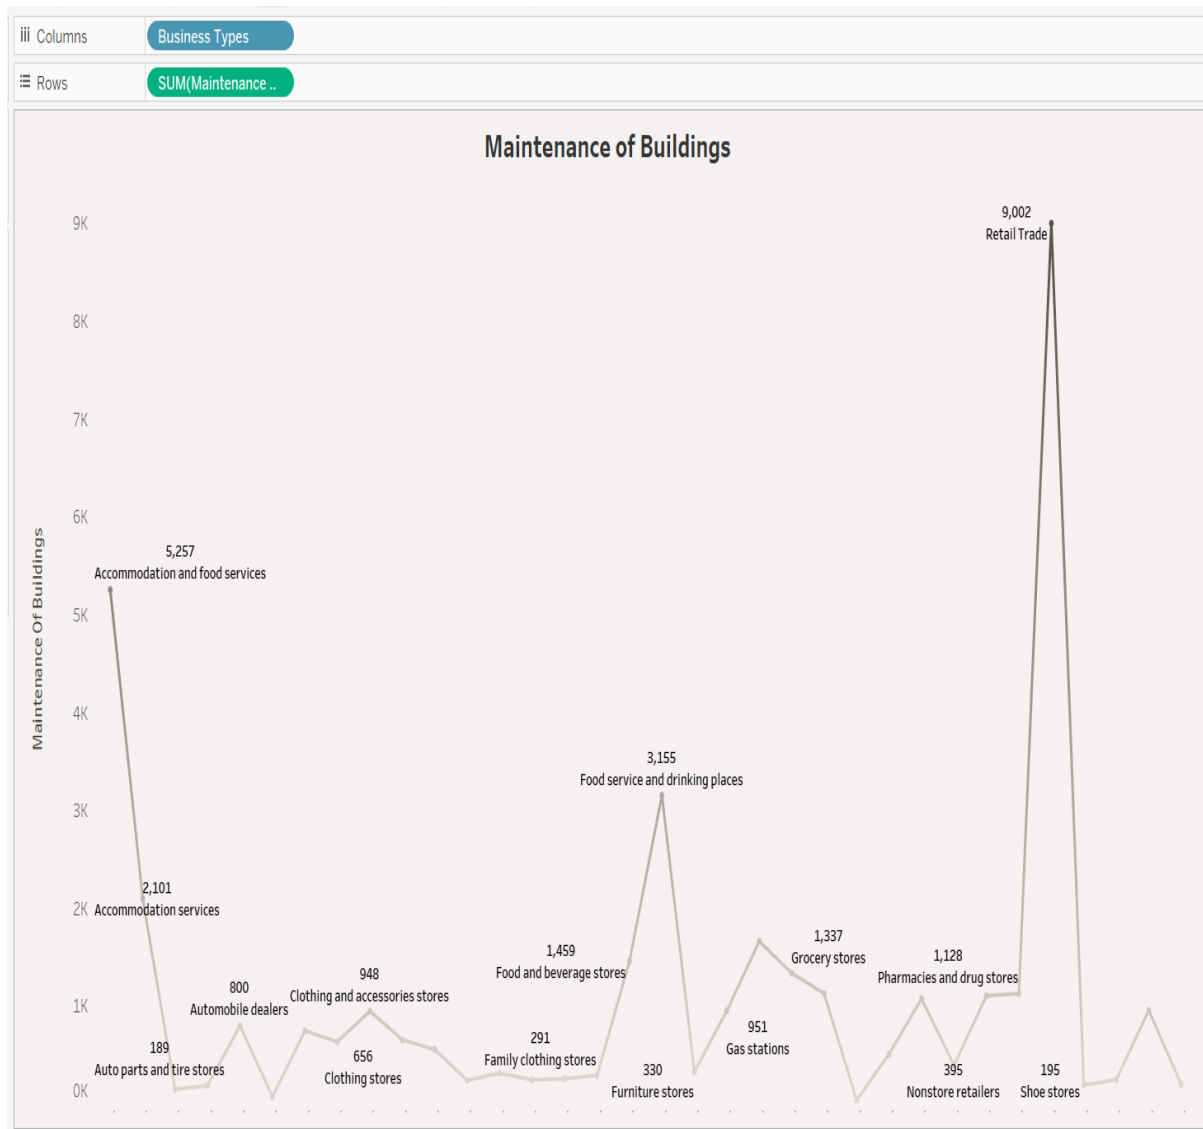 Columns
Business Types
Rows
SUM(Maintenance ..
Maintenance of Buildings
9,002
Retail Trade
9K
8K
7K
6K
5K
4K
3K
2K
1K
0K
Maintenance Of Buildings
5,257
Accommodation and food services
2,101
Accommodation services
189
Auto parts and tire stores
800
Automobile dealers
948
Clothing and accessories stores
656
Clothing stores
291
Family clothing stores
1,459
Food and beverage stores
3,155
Food service and drinking places
330
Furniture stores
951
Gas stations
1,337
Grocery stores
1,128
Pharmacies and drug stores
395
Nonstore retailers
195
Shoe stores